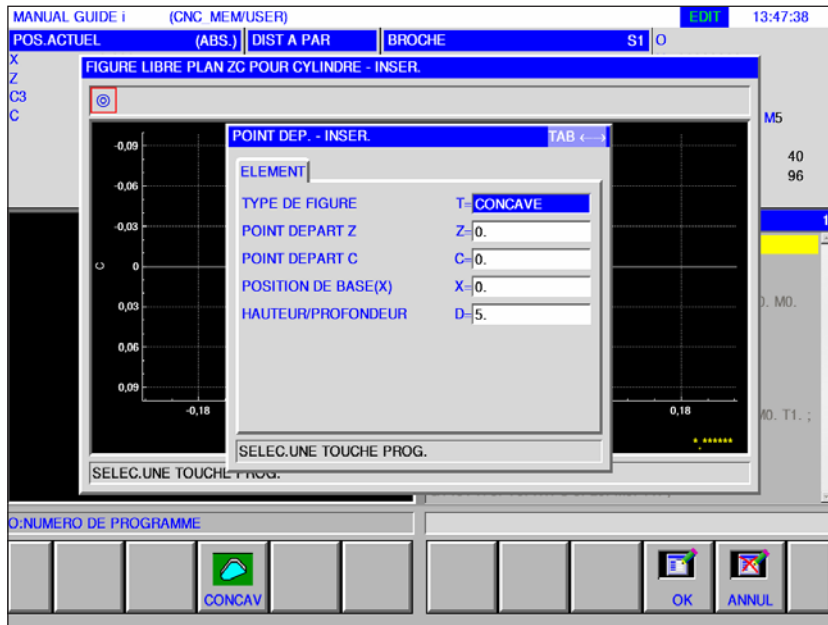 MANUAL GUIDE i (CNC_MEM/USER) EDIT 13:47:38
POS.ACTUEL (ABS.) DIST A PAR BROCHE S1 O
X
Z
C3
C
FIGURE LIBRE PLAN ZC POUR CYLINDRE - INSER.
M5
40
96
POINT DEP. - INSER. TAB
ELEMENT
TYPE DE FIGURE T= CONCAVE
POINT DEPART Z Z= 0.
POINT DEPART C C= 0.
POSITION DE BASE(X) X= 0.
HAUTEUR/PROFONDEUR D= 5.
SELEC.UNE TOUCHE PROG.
-0,09
-0,06
-0,03
C 0
0,03
0,06
0,09
-0,18 0,18
*.******
SELEC.UNE TOUCHE PROG.
1
0. M0.
M0. T1. ;
O:NUMERO DE PROGRAMME
CONCAV OK ANNUL